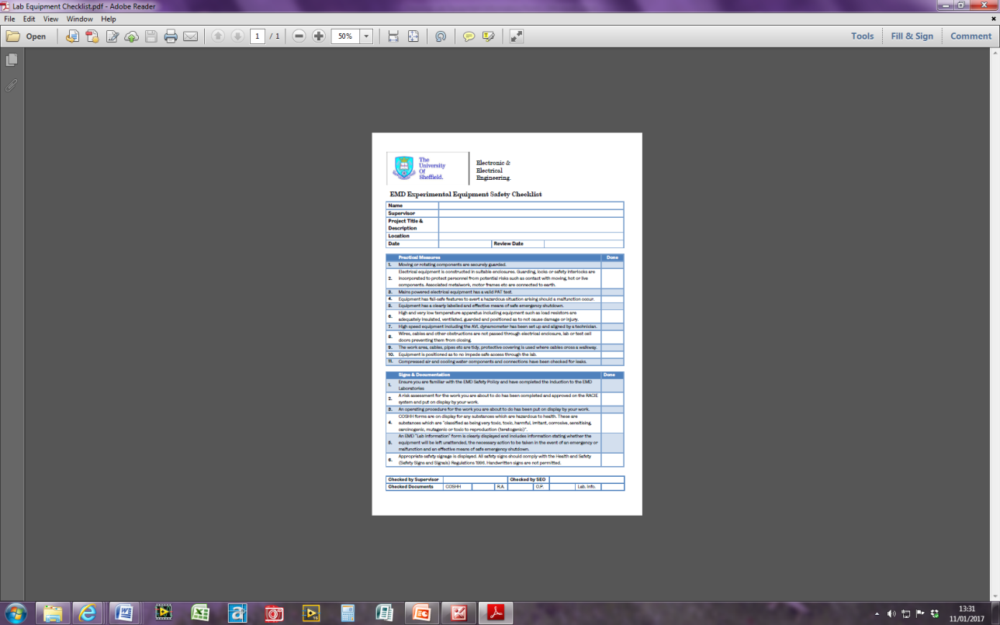 Lab Equipment Checklist.pdf - Adobe Reader
File Edit View Window Help
Open 1 / 1 50% Tools Fill & Sign Comment
The
University
Of
Sheffield.
Electronic &
Electrical
Engineering.
EMD Experimental Equipment Safety Checklist
Name
Supervisor
Project Title &
Description
Location
Date Review Date
Practical Measures Done
1. Moving or rotating components are securely guarded.
Electrical equipment is constructed in suitable enclosures. Guarding, locks or safety interlocks are
2. incorporated to protect personnel from potential risks such as contact with moving, hot or live
components. Associated metalwork, motor frames etc are connected to earth.
3. Mains powered electrical equipment has a valid PAT test.
4. Equipment has fail-safe features to avert a hazardous situation arising should a malfunction occur.
5. Equipment has a clearly labelled and effective means of safe emergency shutdown.
6. High and very low temperature apparatus including equipment such as load resistors are
adequately insulated, ventilated, guarded and positioned as to not cause damage or injury.
7. High speed equipment including the AVL dynamometer has been set up and aligned by a technician.
8. Wires, cables and other obstructions are not passed through electrical enclosure, lab or test cell
doors preventing them from closing.
9. The work area, cables, pipes etc are tidy, protective covering is used where cables cross a walkway.
10. Equipment is positioned as to no impede safe access through the lab.
11. Compressed air and cooling water components and connections have been checked for leaks.
Signs & Documentation Done
1. Ensure you are familiar with the EMD Safety Policy and have completed the Induction to the EMD
Laboratories
2. A risk assessment for the work you are about to do has been completed and approved on the RACIE
system and put on display by your work.
3. An operating procedure for the work you are about to do has been put on display by your work.
COSHH forms are on display for any substances which are hazardous to health. These are
4. substances which are "classified as being very toxic, toxic, harmful, irritant, corrosive, sensitising,
carcinogenic, mutagenic or toxic to reproduction (teratogenic)".
An EMD "Lab Information" form is clearly displayed and includes information stating whether the
5. equipment will be left unattended, the necessary action to be taken in the event of an emergency or
malfunction and an effective means of safe emergency shutdown.
6. Appropriate safety signage is displayed. All safety signs should comply with the Health and Safety
(Safety Signs and Signals) Regulations 1996. Handwritten signs are not permitted.
Checked by Supervisor Checked by SEO
Checked Documents COSHH R.A. O.P. Lab. Info.
13:31
11/01/2017